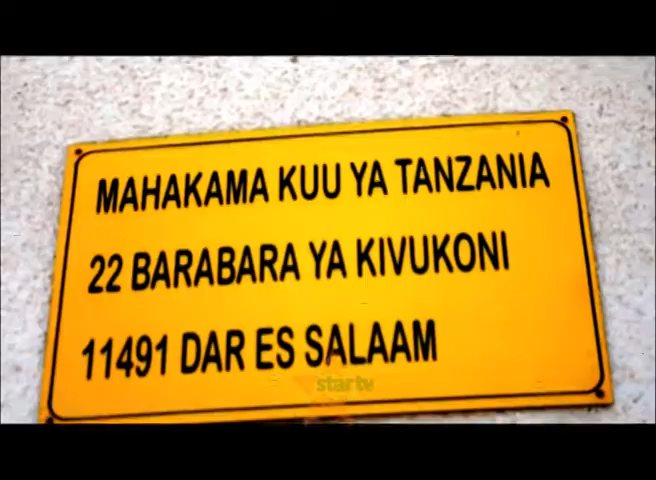 MAHAKAMA KUU YA TANZANIA
22 BARABARA YA KIVUKONI
11491 DAR ES SALAAM
startv